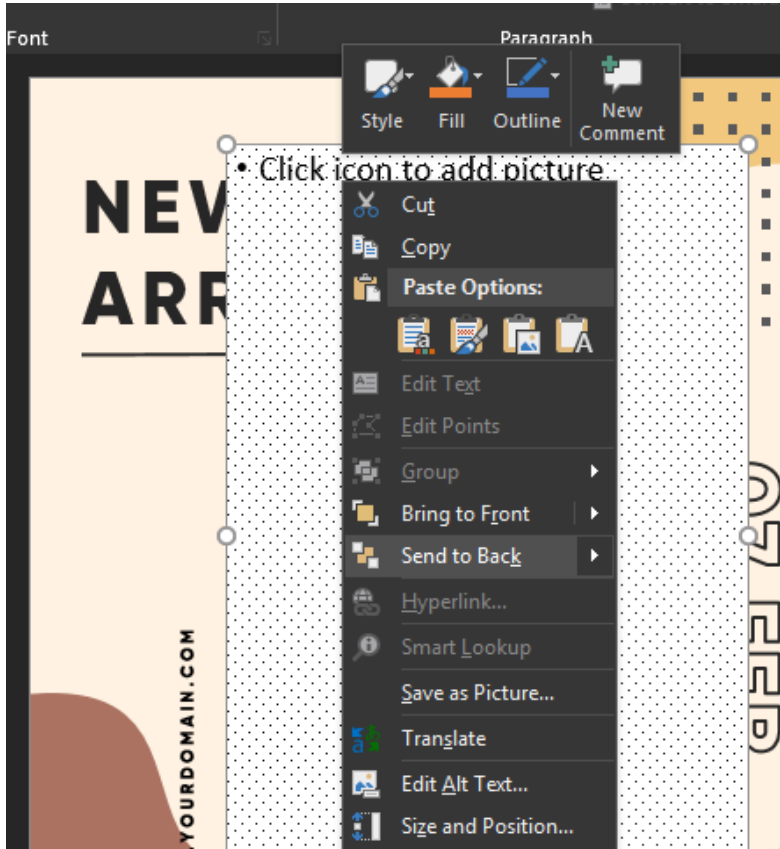 Font
Paragraph
Style
Fill
Outline
New
Comment
• Click icon to add picture
NEW
ARR
Cut
Copy
Paste Options:
Edit Text
Edit Points
Group
Bring to Front
Send to Back
Hyperlink...
Smart Lookup
Save as Picture...
Translate
Edit Alt Text...
Size and Position...
YOURDOMAIN.COM
07 FEB